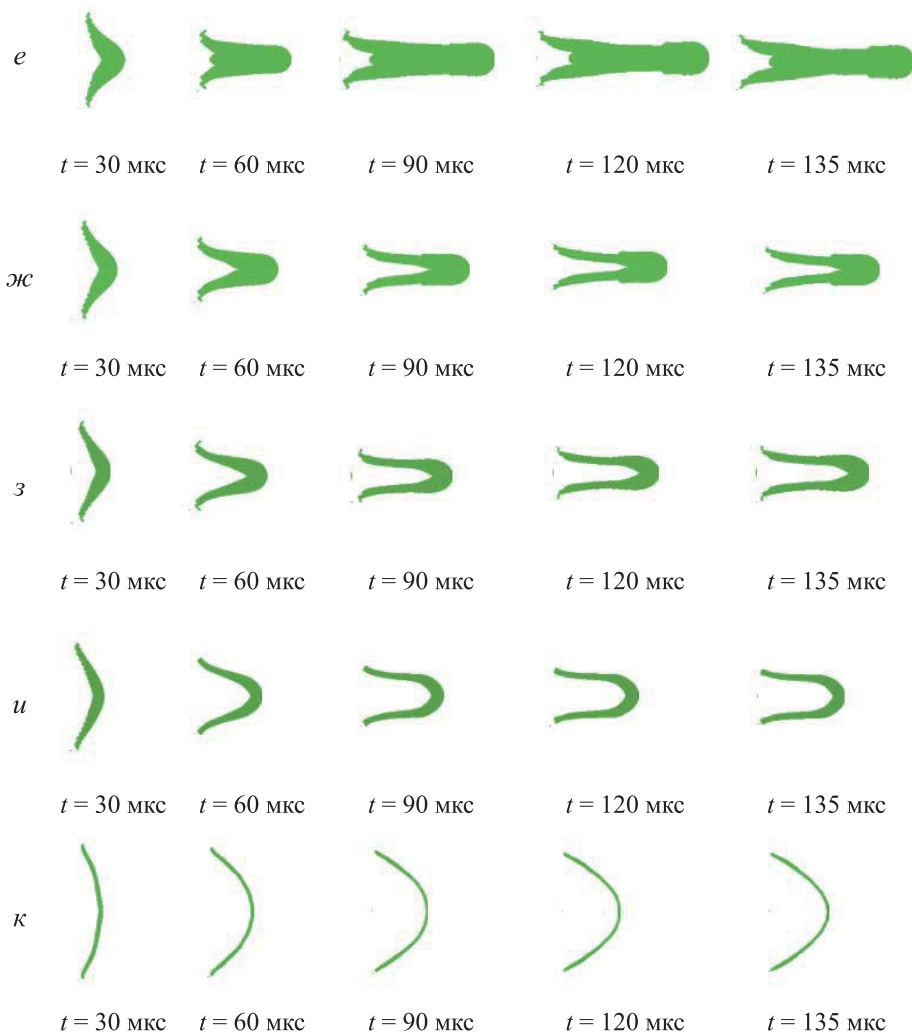 е
t = 30 мкс t = 60 мкс t = 90 мкс t = 120 мкс t = 135 мкс
ж
t = 30 мкс t = 60 мкс t = 90 мкс t = 120 мкс t = 135 мкс
з
t = 30 мкс t = 60 мкс t = 90 мкс t = 120 мкс t = 135 мкс
и
t = 30 мкс t = 60 мкс t = 90 мкс t = 120 мкс t = 135 мкс
к
t = 30 мкс t = 60 мкс t = 90 мкс t = 120 мкс t = 135 мкс